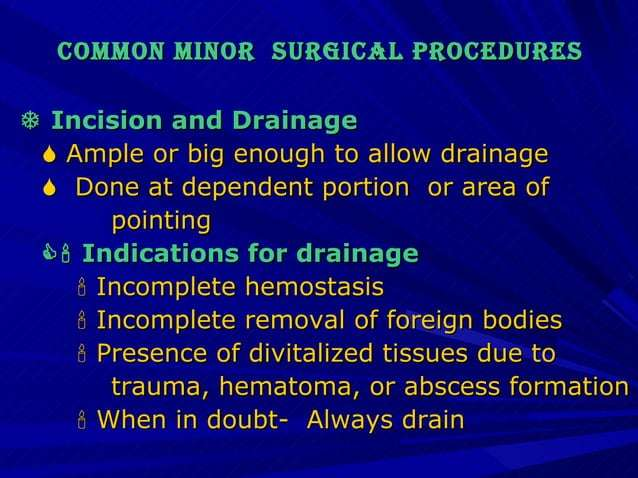 COMMON MINOR SURGICAL PROCEDURES
Incision and Drainage
Ample or big enough to allow drainage
Done at dependent portion or area of
pointing
Indications for drainage
Incomplete hemostasis
Incomplete removal of foreign bodies
Presence of divitalized tissues due to
trauma, hematoma, or abscess formation
When in doubt- Always drain